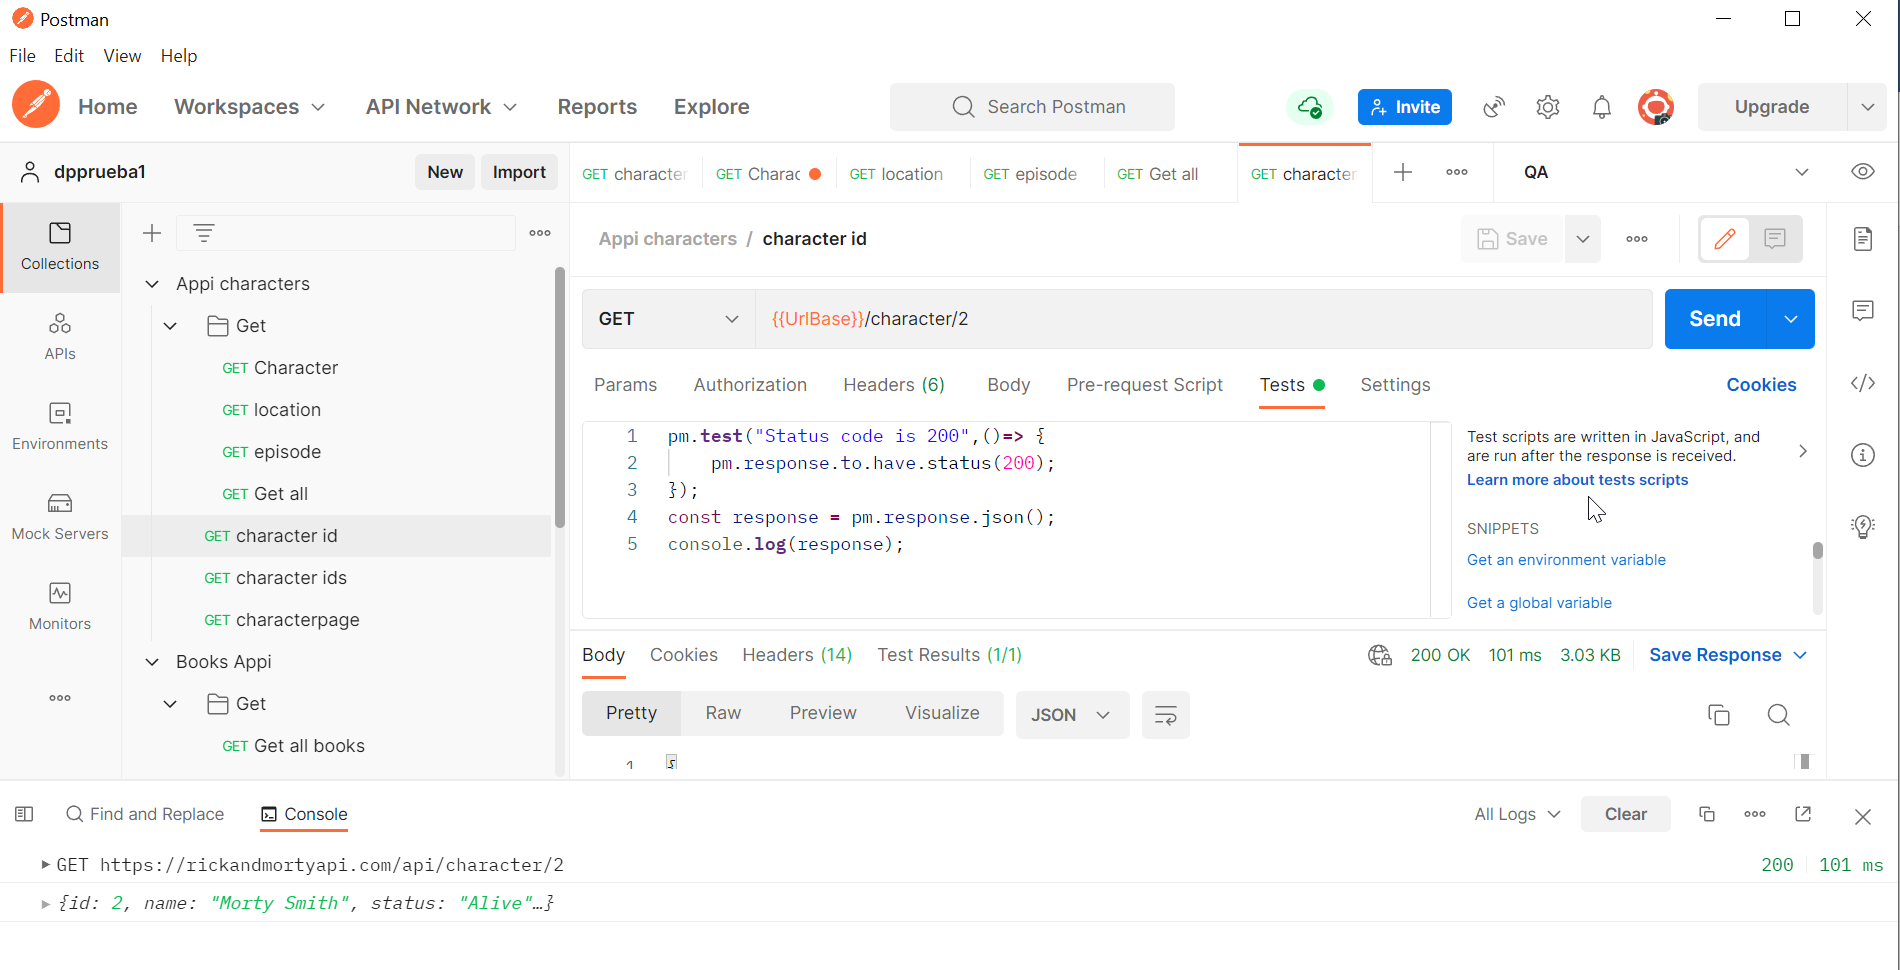 Postman
File Edit View Help
Home Workspaces API Network Reports Explore Search Postman Invite Upgrade
dpprueba1 New Import
GET character GET Charac GET location GET episode GET Get all GET character QA
Collections
APIs
Environments
Mock Servers
Monitors
Appi characters
Get
GET Character
GET location
GET episode
GET Get all
GET character id
GET character ids
GET characterpage
Books Appi
Get
GET Get all books
Appi characters / character id Save
GET {{UrlBase}}/character/2 Send
Params Authorization Headers (6) Body Pre-request Script Tests Settings Cookies
1 pm.test("Status code is 200",()=> {
2 pm.response.to.have.status(200);
3 });
4 const response = pm.response.json();
5 console.log(response);
Test scripts are written in JavaScript, and
are run after the response is received.
Learn more about tests scripts
SNIPPETS
Get an environment variable
Get a global variable
Body Cookies Headers (14) Test Results (1/1) 200 OK 101 ms 3.03 KB Save Response
Pretty Raw Preview Visualize JSON
1 {
Find and Replace Console All Logs Clear
GET https://rickandmortyapi.com/api/character/2 200 101 ms
{id: 2, name: "Morty Smith", status: "Alive"…}